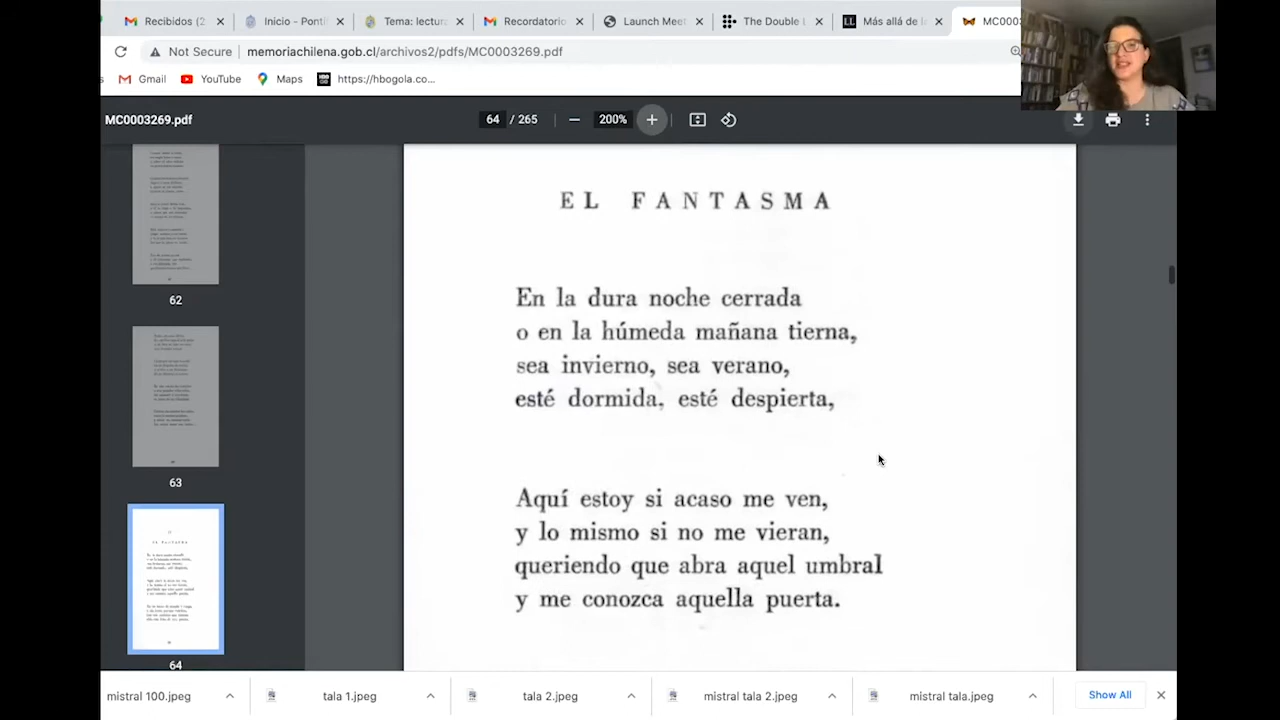 Recibidos (2
Inicio - Ponti
Tema: lectura
Recordatorio
Launch Meet
The Double L
Más allá de la
MC0003
Not Secure
memoriachilena.gob.cl/archivos2/pdfs/MC0003269.pdf
s
Gmail
YouTube
Maps
https://hbogola.co...
MC0003269.pdf
64 / 265
200%
62
63
64
EL FANTASMA
En la dura noche cerrada
o en la húmeda mañana tierna,
sea invierno, sea verano,
esté dormida, esté despierta,
Aquí estoy si acaso me ven,
y lo mismo si no me vieran,
queriendo que abra aquel umbral
y me conozca aquella puerta.
mistral 100.jpeg
tala 1.jpeg
tala 2.jpeg
mistral tala 2.jpeg
mistral tala.jpeg
Show All